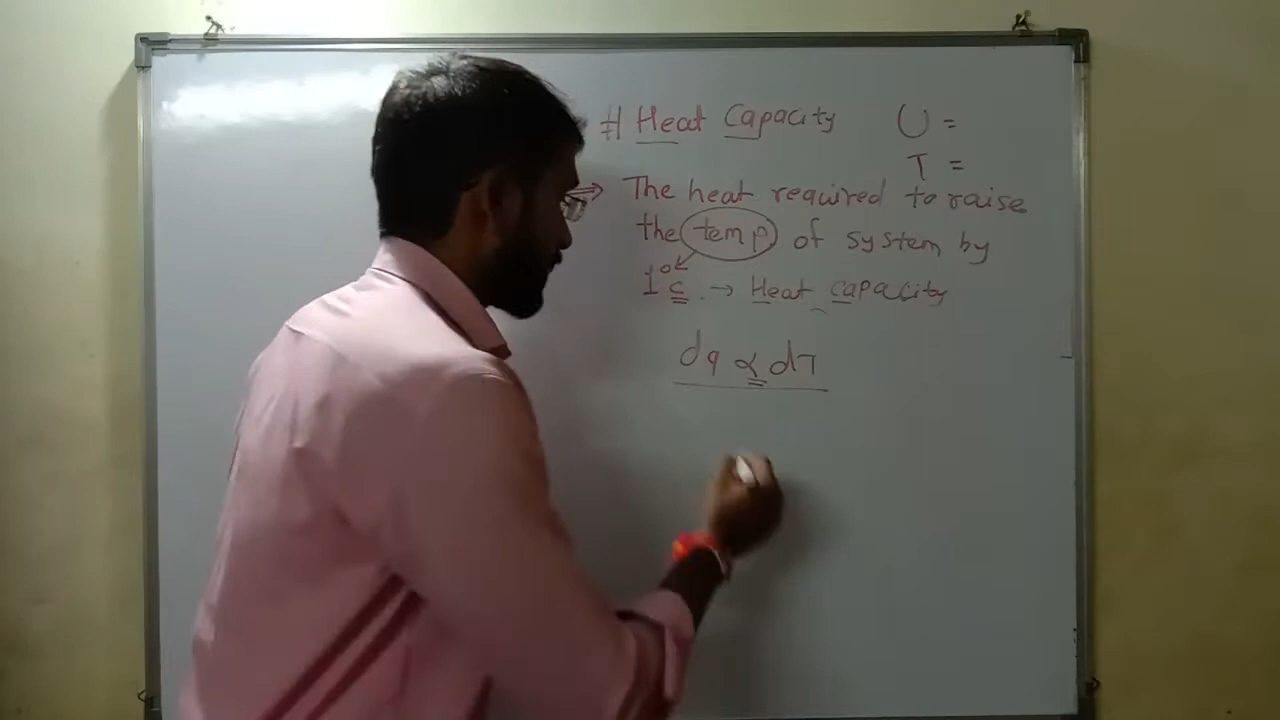 # Heat Capacity
U =
T =
⇒ The heat required to raise
the temp of system by
1°C. → Heat capacity
dq ∝ dT